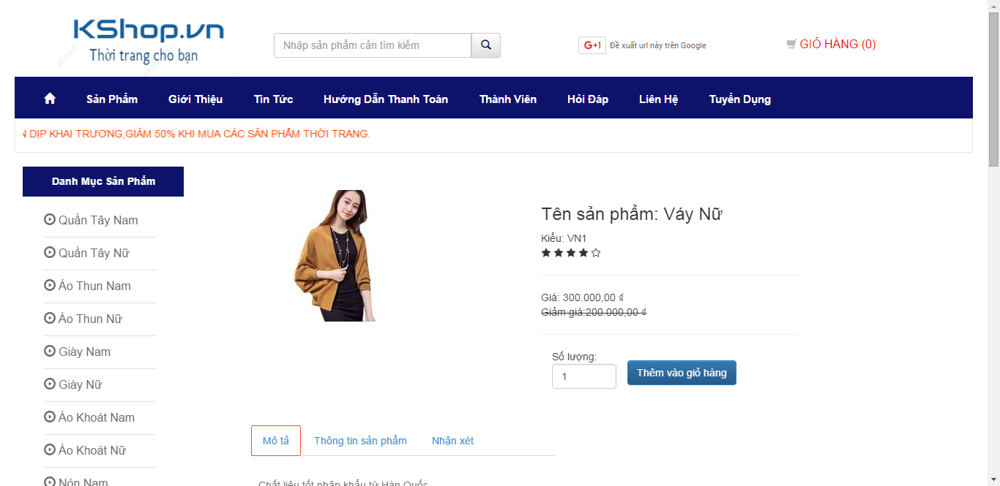 KShop.vn
Thời trang cho bạn
Nhập sản phẩm cần tìm kiếm
G+1 Đề xuất url này trên Google
GIỎ HÀNG (0)
Sản Phẩm Giới Thiệu Tin Tức Hướng Dẫn Thanh Toán Thành Viên Hỏi Đáp Liên Hệ Tuyển Dụng
N DỊP KHAI TRƯƠNG,GIẢM 50% KHI MUA CÁC SẢN PHẨM THỜI TRANG.
Danh Mục Sản Phẩm
Quần Tây Nam
Quần Tây Nữ
Áo Thun Nam
Áo Thun Nữ
Giày Nam
Giày Nữ
Áo Khoát Nam
Áo Khoát Nữ
Nón Nam
Tên sản phẩm: Váy Nữ
Kiểu: VN1
Giá: 300.000,00 ₫
Giảm giá:200.000,00 ₫
Số lượng:
1
Thêm vào giỏ hàng
Mô tả Thông tin sản phẩm Nhận xét
Chất liệu tốt nhập khẩu từ Hàn Quốc